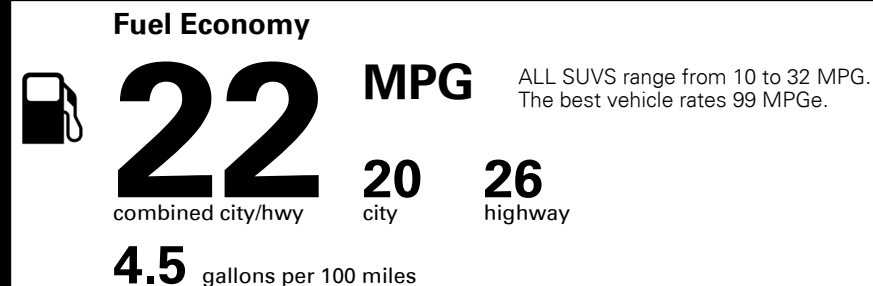 Fuel Economy
22 MPG
ALL SUVS range from 10 to 32 MPG.
The best vehicle rates 99 MPGe.
combined city/hwy
20 city
26 highway
4.5 gallons per 100 miles